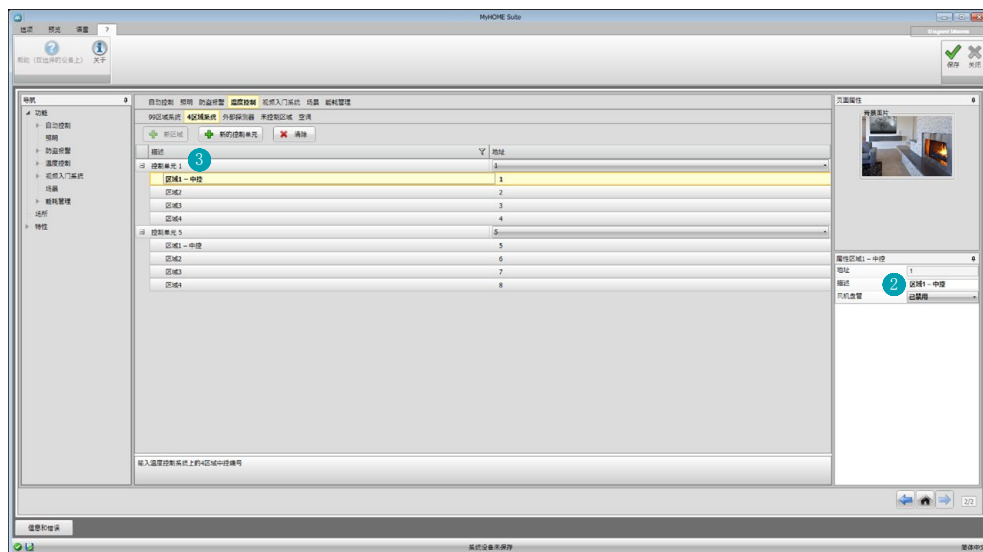 MyHOME Suite
选项 预览 语言 ?
帮助 (在选择的设备上) 关于
保存 关闭
导航
功能
自动控制
照明
防盗报警
温度控制
视频入门系统
场景
能耗管理
场所
特性
自动控制 照明 防盗报警 温度控制 视频入门系统 场景 能耗管理
99区域系统 4区域系统 外部探测器 未控制区域 空调
新区域 新的控制单元 清除
描述 地址
3
控制单元 1 1
区域1 – 中控 1
区域2 2
区域3 3
区域4 4
控制单元 5 5
区域1 – 中控 5
区域2 6
区域3 7
区域4 8
输入温度控制系统上的4区域中控编号
页面属性
背景图片
属性区域1 – 中控
地址 1
描述 2 区域1 – 中控
风机盘管 已禁用
2/2
信息和错误
系统设备未保存
简体中文